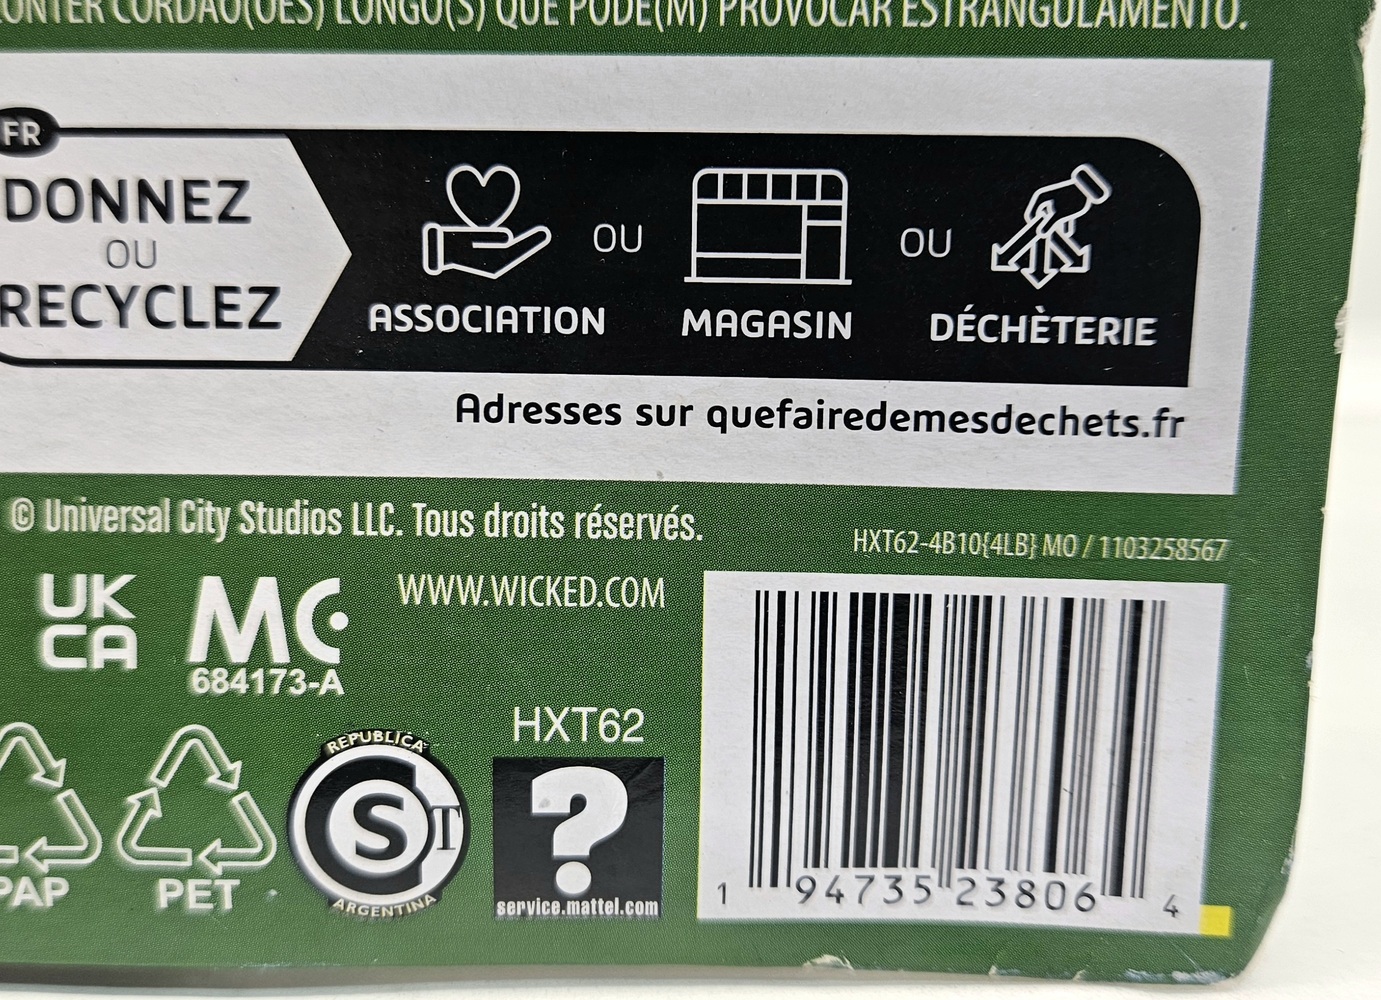 CONTER CORDÃO(ÕES) LONGO(S) QUE PODE(M) PROVOCAR ESTRANGULAMENTO.
FR
DONNEZ
OU
RECYCLEZ
ASSOCIATION
OU
MAGASIN
OU
DÉCHÈTERIE
Adresses sur quefairedemesdechets.fr
© Universal City Studios LLC. Tous droits réservés.
HXT62-4B10{4LB} MO / 1103258567
UK
CA
MC
684173-A
WWW.WICKED.COM
HXT62
?
service.mattel.com
PAP
PET
REPUBLICA
S
T
ARGENTINA
1 94735 23806 4